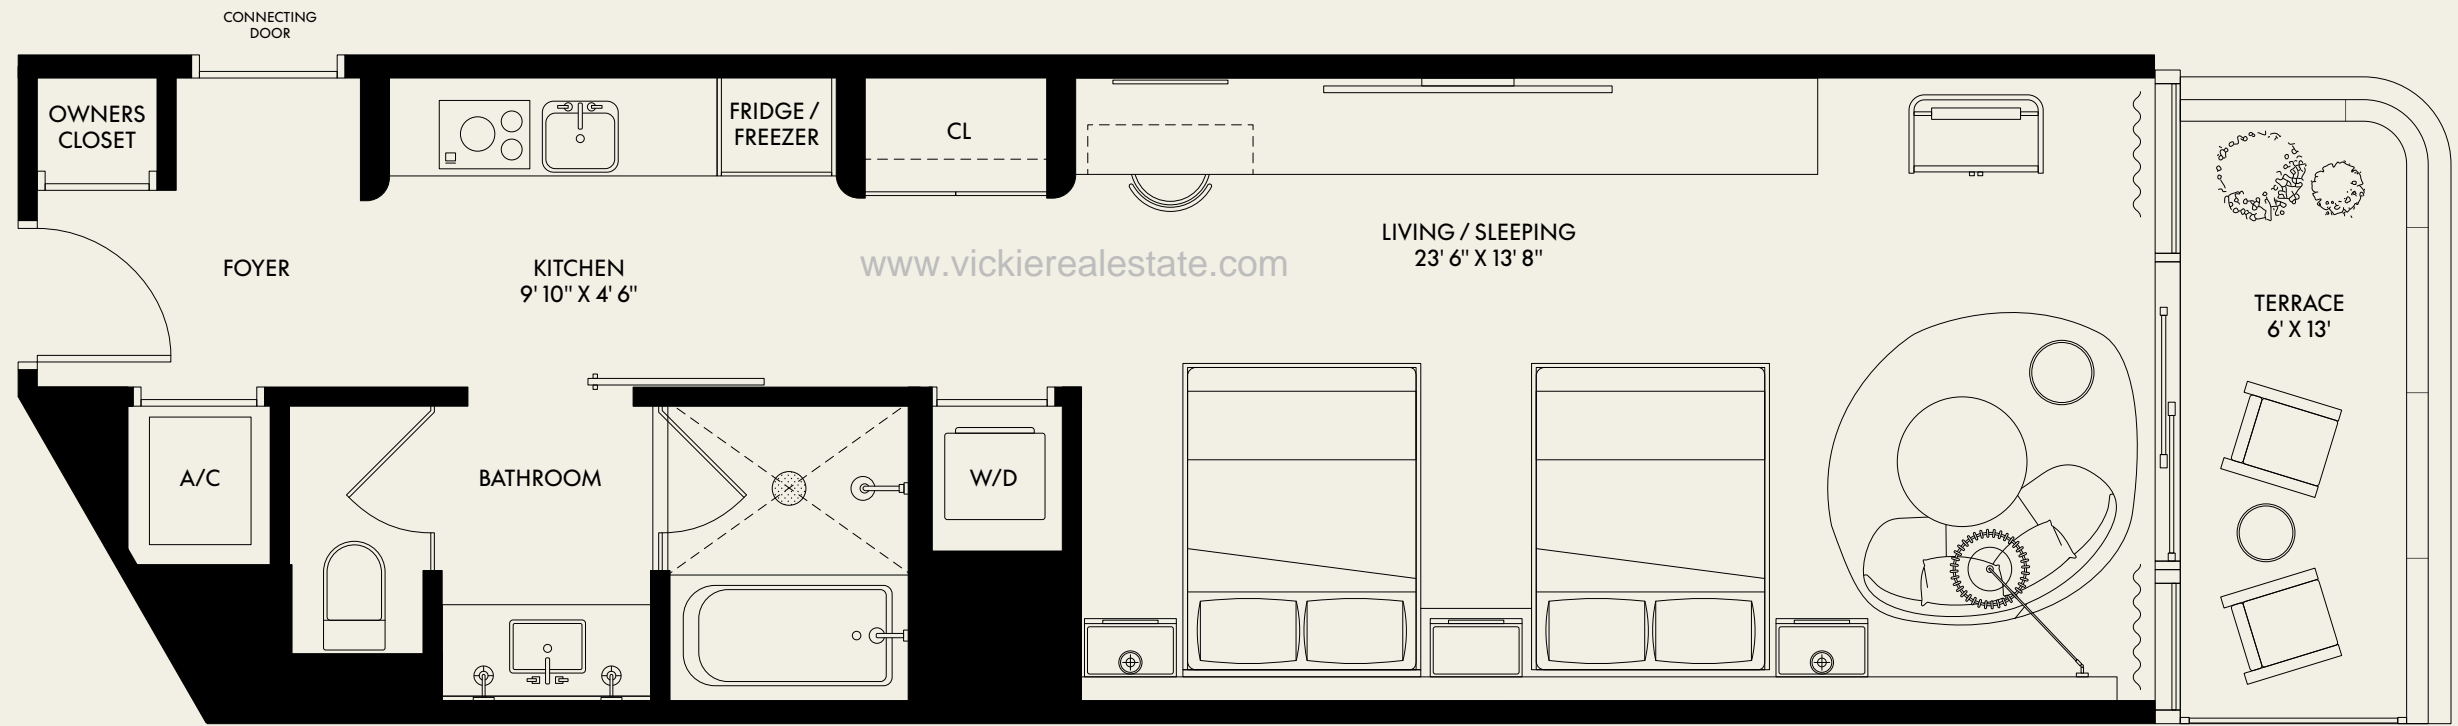 CONNECTING
DOOR
OWNERS
CLOSET
FRIDGE /
FREEZER
CL
FOYER
KITCHEN
9' 10" X 4' 6"
www.vickierealestate.com
LIVING / SLEEPING
23' 6" X 13' 8"
TERRACE
6' X 13'
A/C
BATHROOM
W/D